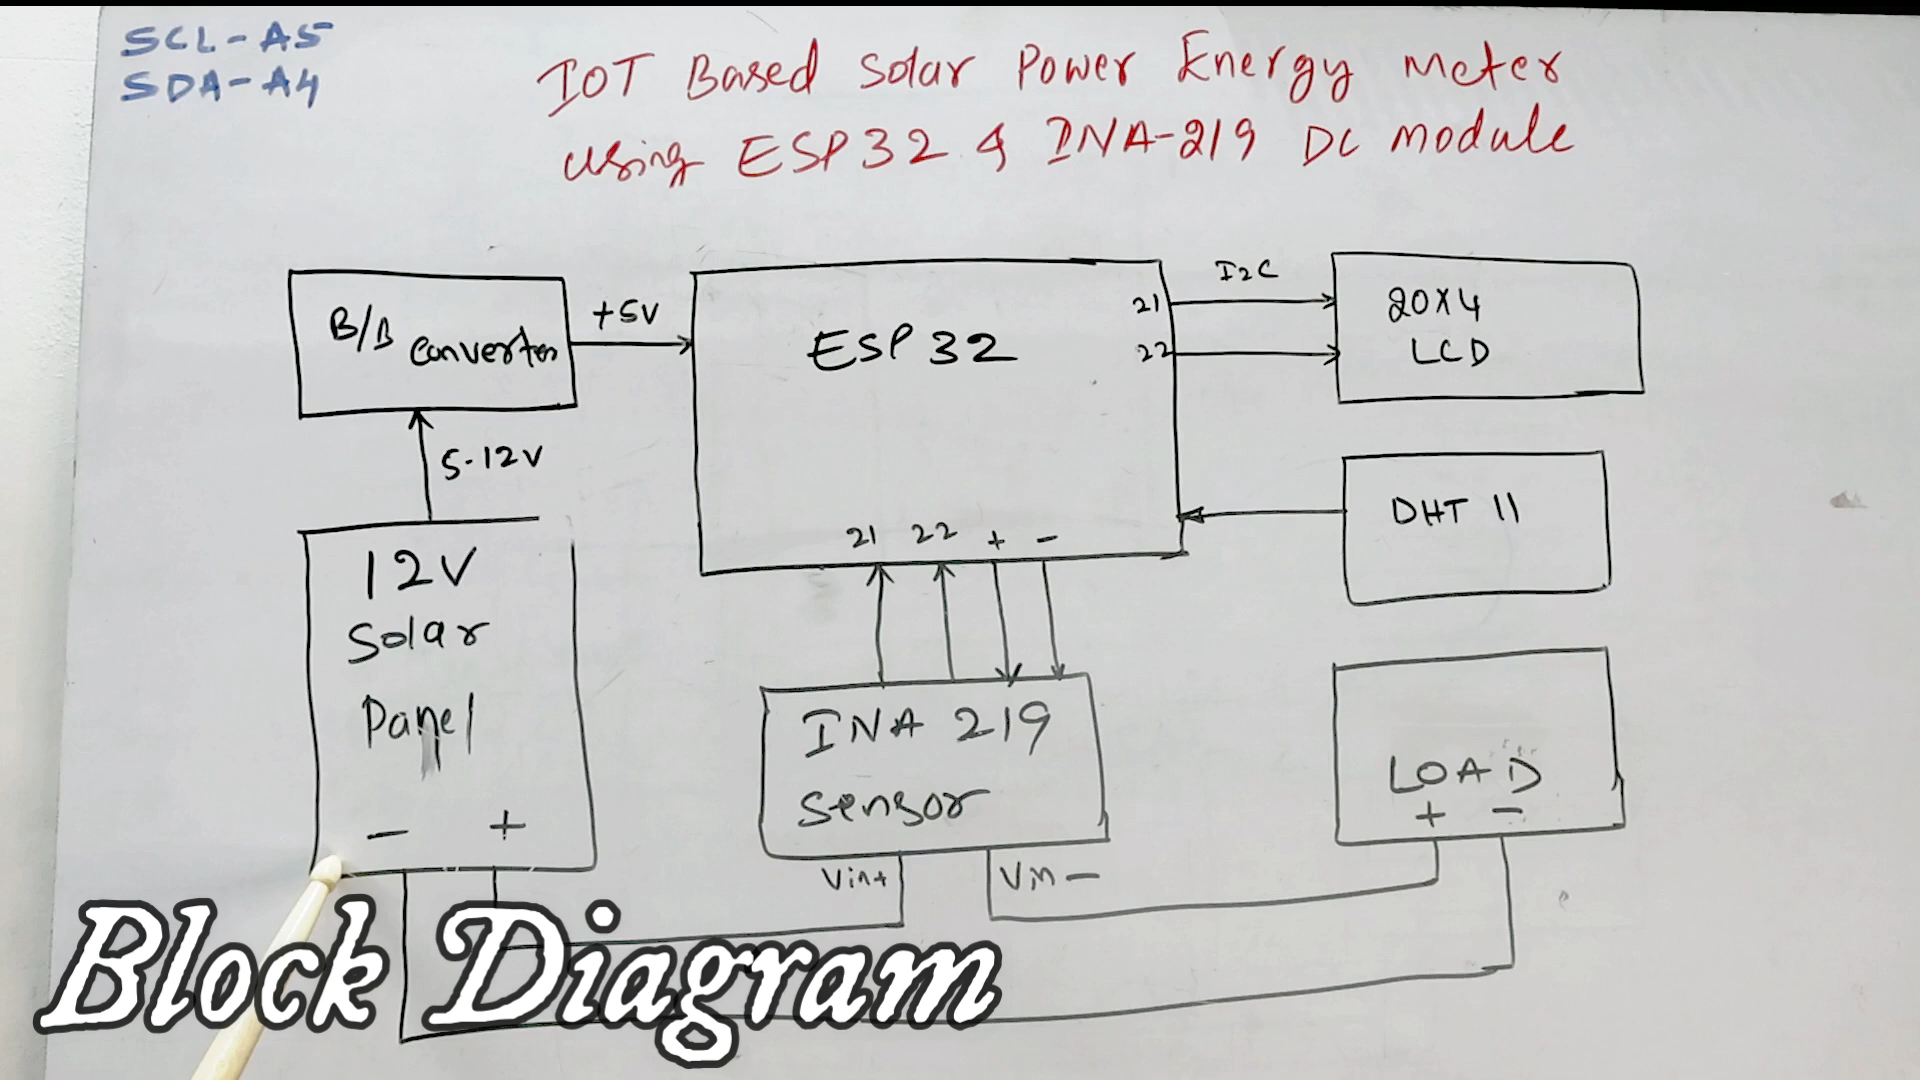 SCL-A5
SDA-A4
IOT Based Solar Power Energy meter
using ESP32 & INA-219 DC module
B/B Converter
+5V
ESP 32
21
I2C
22
20X4
LCD
5-12V
DHT 11
21 22 + -
12V
Solar
Panel
- +
INA 219
Sensor
Vin+ Vin -
LOAD
+ -
Block Diagram